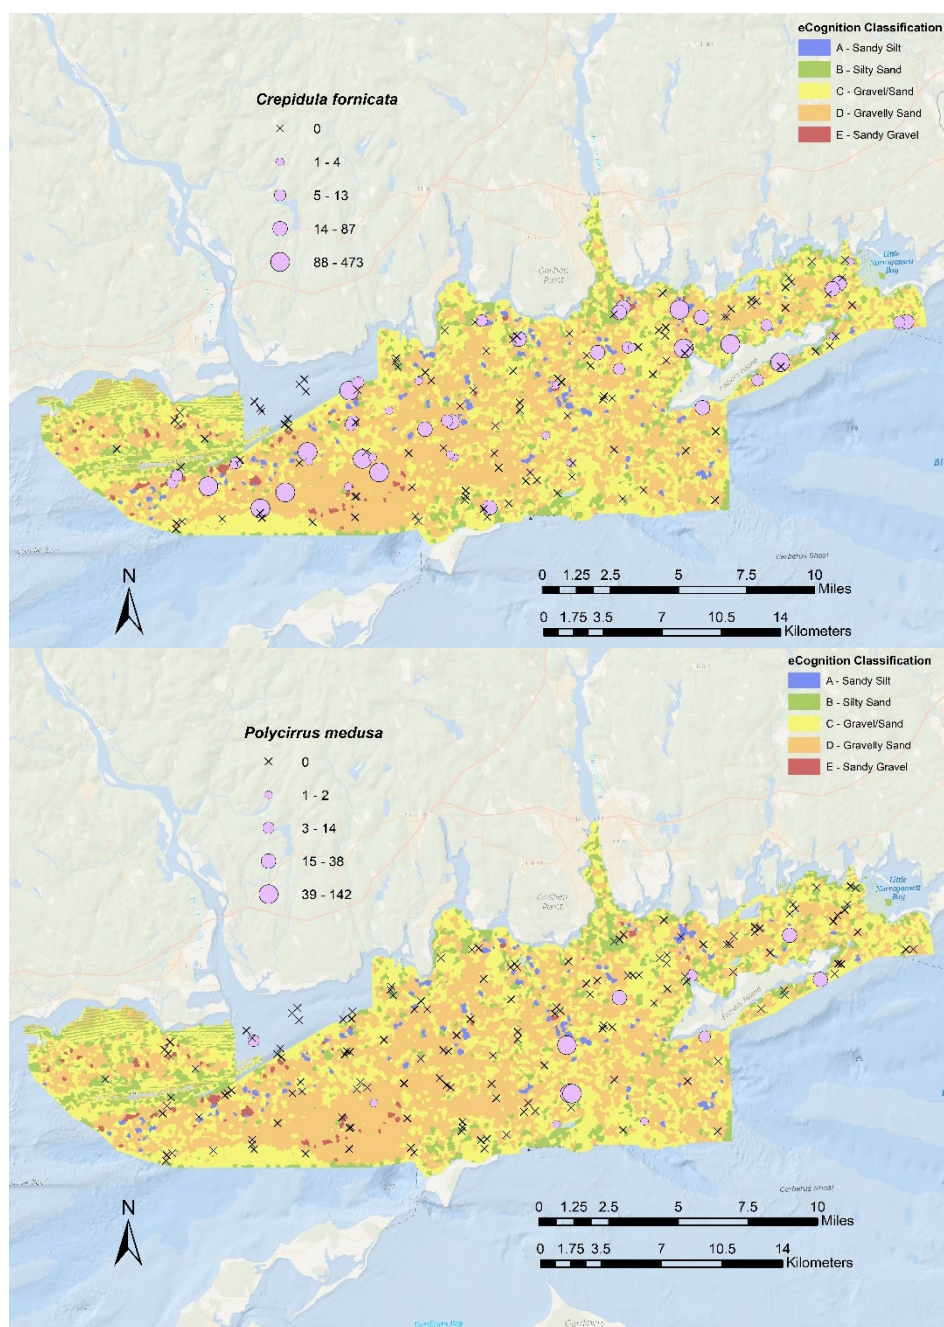 eCognition Classification
A - Sandy Silt
B - Silty Sand
C - Gravel/Sand
D - Gravelly Sand
E - Sandy Gravel
Crepidula fornicata
0
1 - 4
5 - 13
14 - 87
88 - 473
Goshen
Point
Little
Narragansett
Bay
Fishers Island
Cerberus Shoal
N
0 1.25 2.5 5 7.5 10
Miles
0 1.75 3.5 7 10.5 14
Kilometers
eCognition Classification
A - Sandy Silt
B - Silty Sand
C - Gravel/Sand
D - Gravelly Sand
E - Sandy Gravel
Polycirrus medusa
0
1 - 2
3 - 14
15 - 38
39 - 142
Goshen
Point
Little
Narragansett
Bay
Fishers Island
Cerberus Shoal
N
0 1.25 2.5 5 7.5 10
Miles
0 1.75 3.5 7 10.5 14
Kilometers
Gardiners Bay
Gardiners